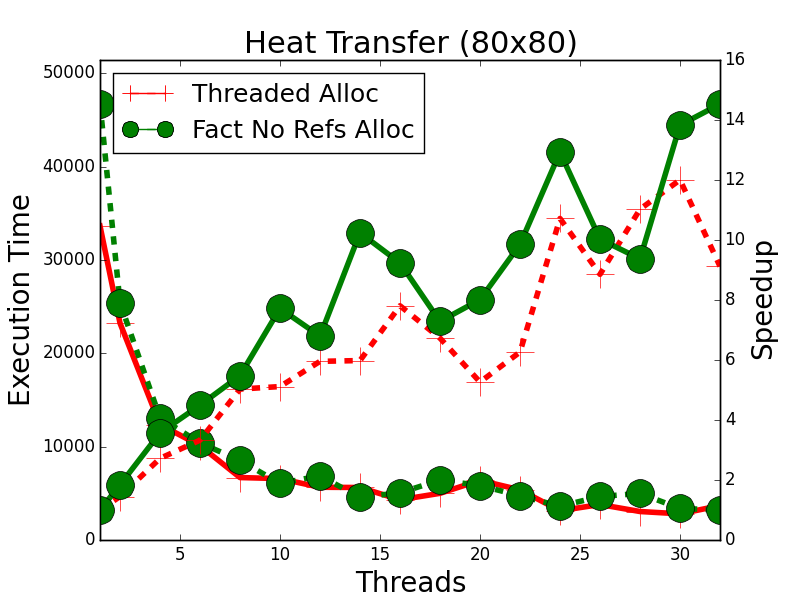 Heat Transfer (80x80)
Threaded Alloc
Fact No Refs Alloc
Execution Time
50000
40000
30000
20000
10000
0
Speedup
16
14
12
10
8
6
4
2
0
5 10 15 20 25 30
Threads